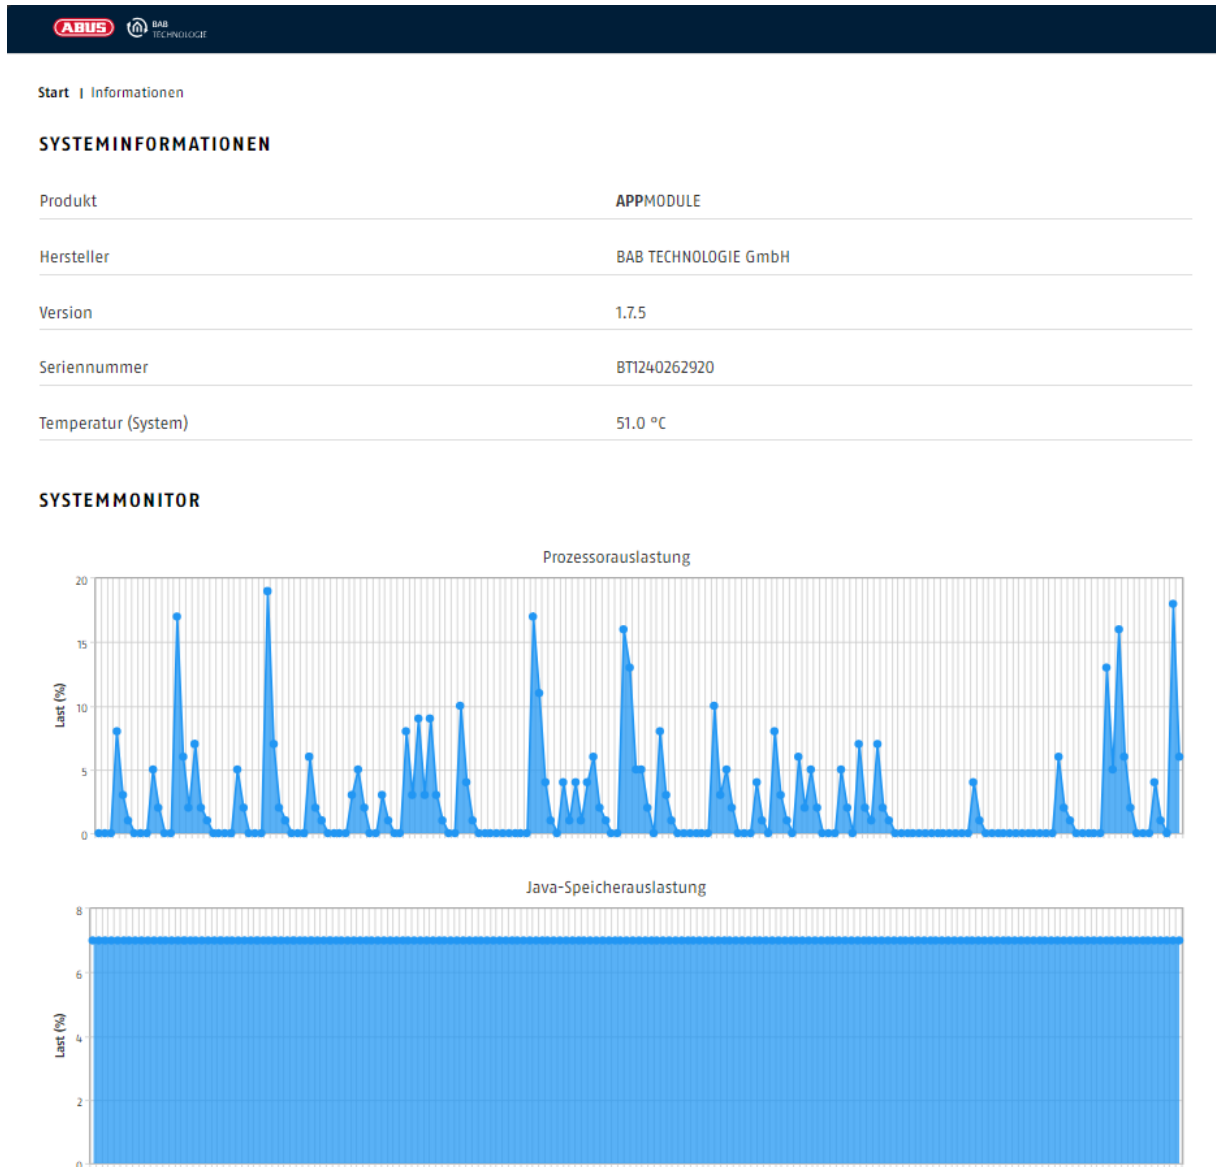 ABUS BAB
TECHNOLOGIE
Start | Informationen
SYSTEMINFORMATIONEN
Produkt APPMODULE
Hersteller BAB TECHNOLOGIE GmbH
Version 1.7.5
Seriennummer BT1240262920
Temperatur (System) 51.0 °C
SYSTEMMONITOR
Prozessorauslastung
20
15
10
5
0
Last (%)
Java-Speicherauslastung
8
6
4
2
0
Last (%)